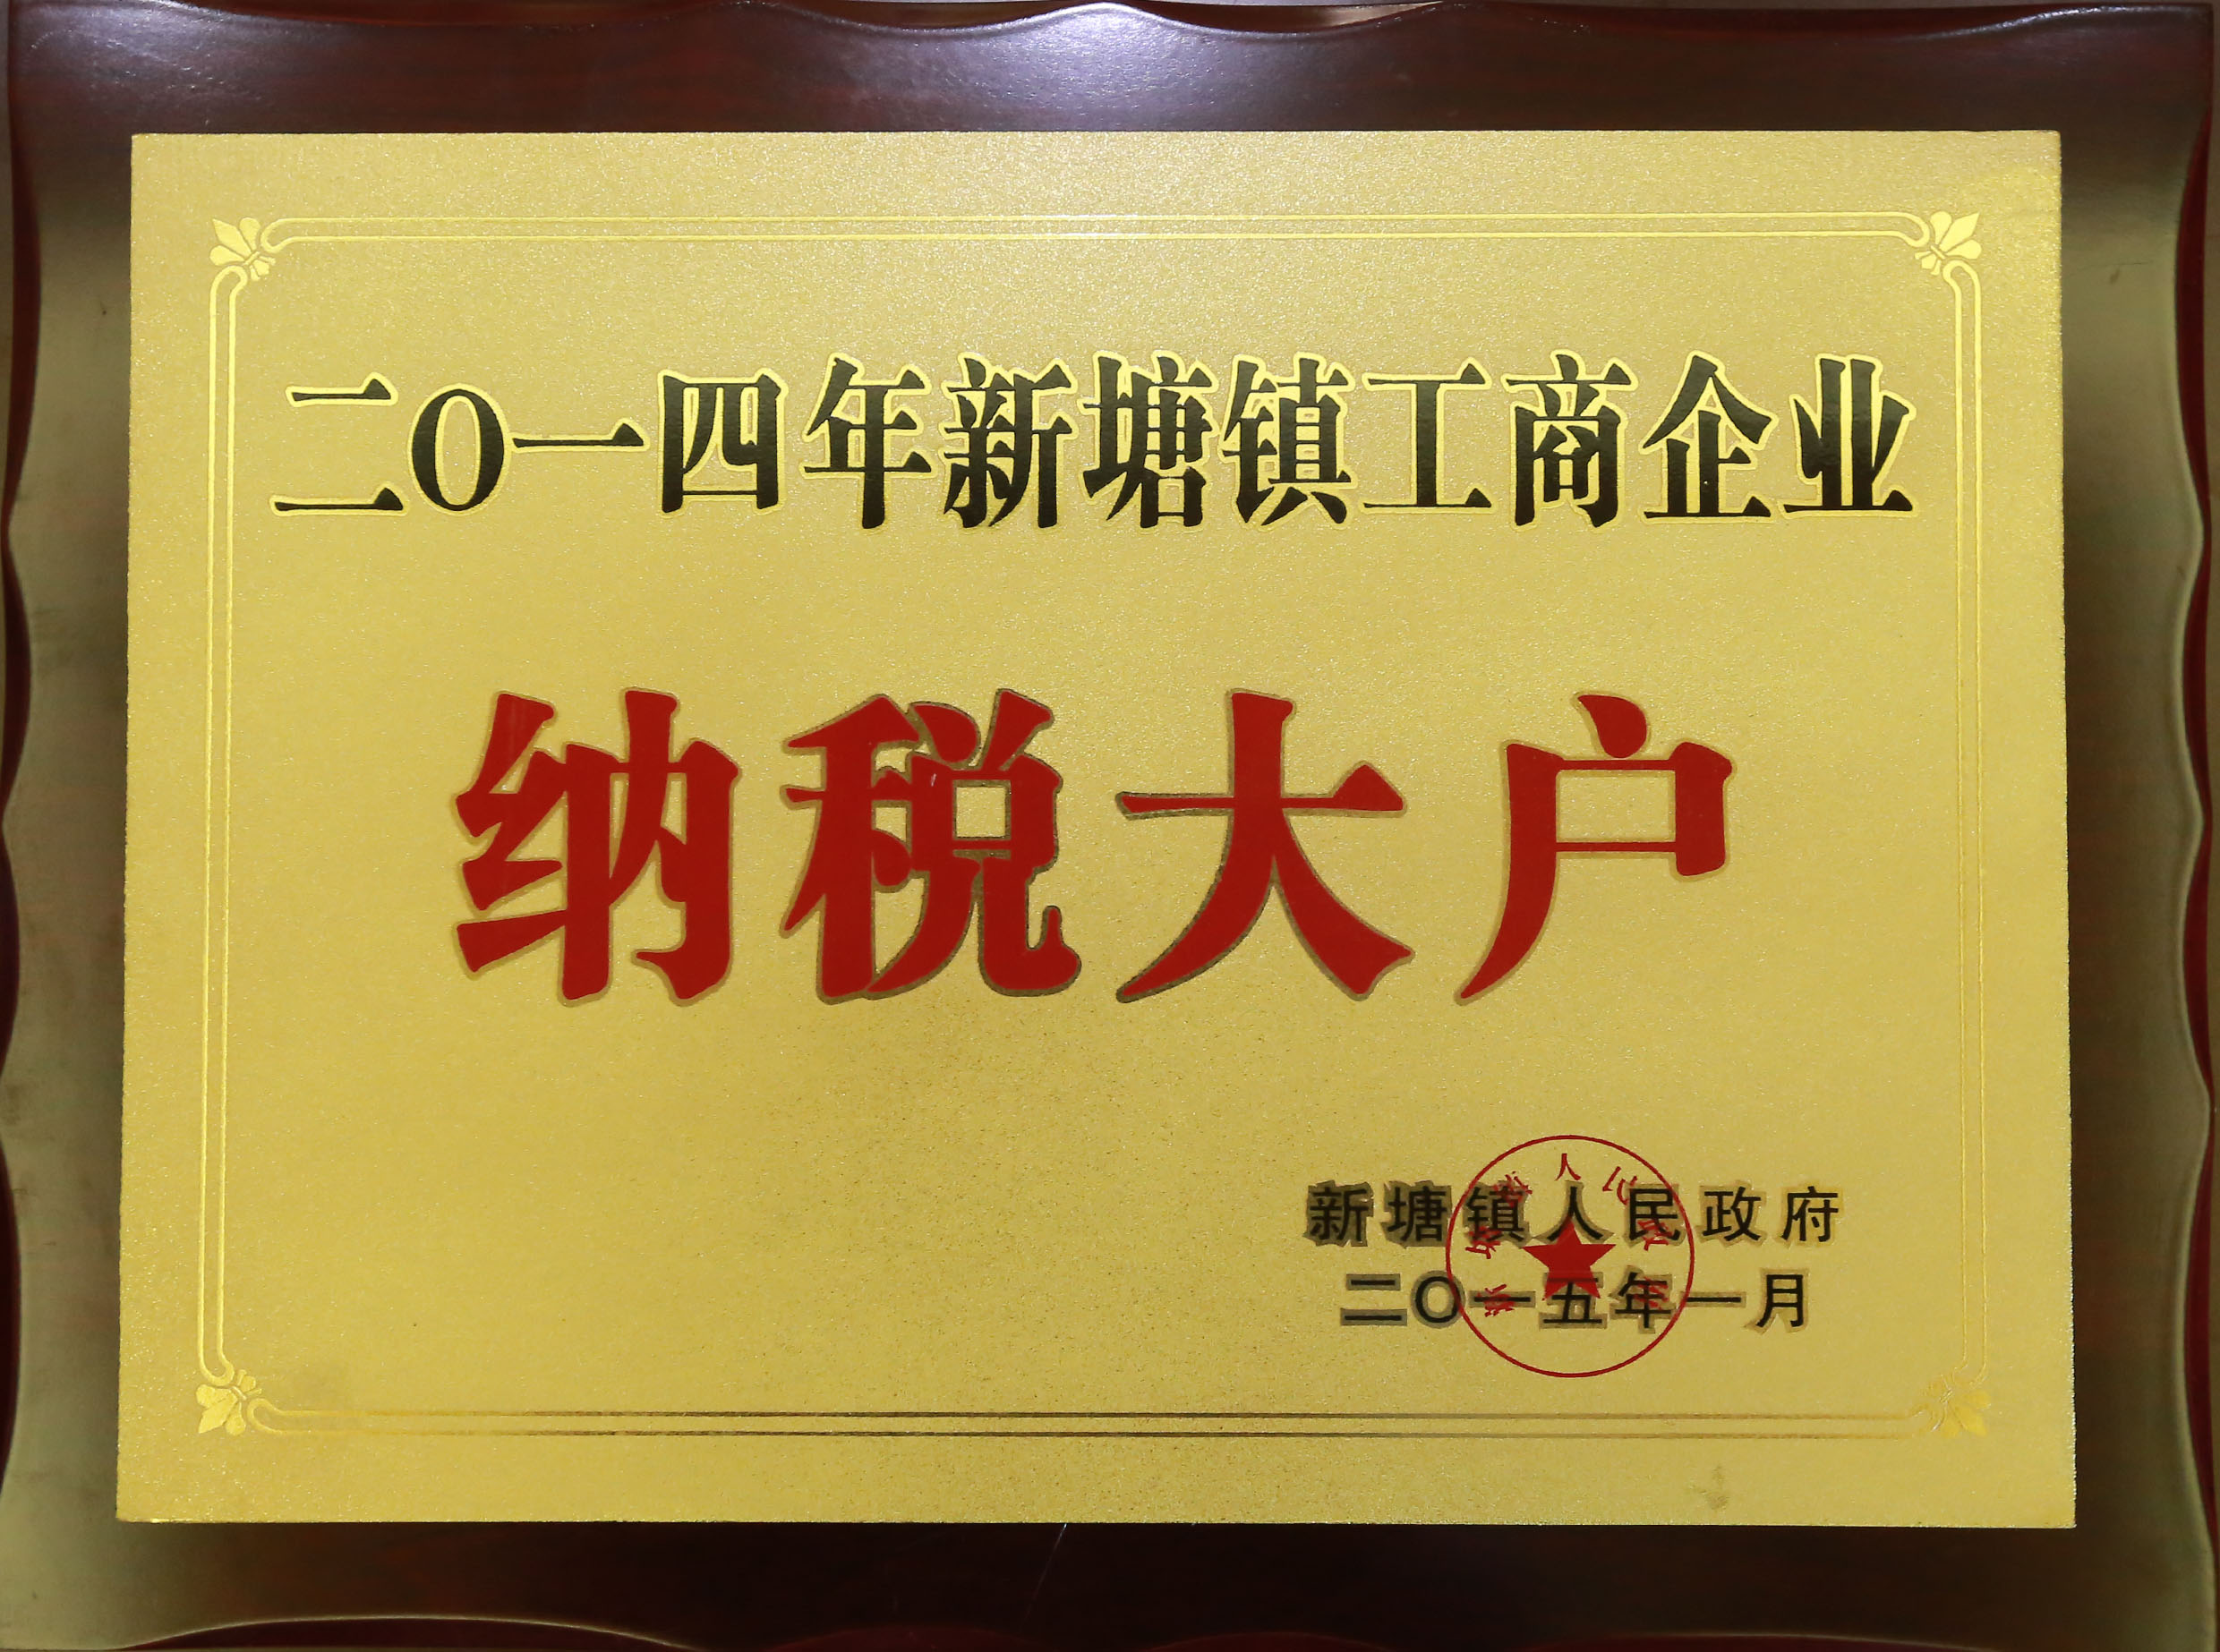 二〇一四年新塘镇工商企业
纳税大户
新塘镇人民政府
二〇一五年一月